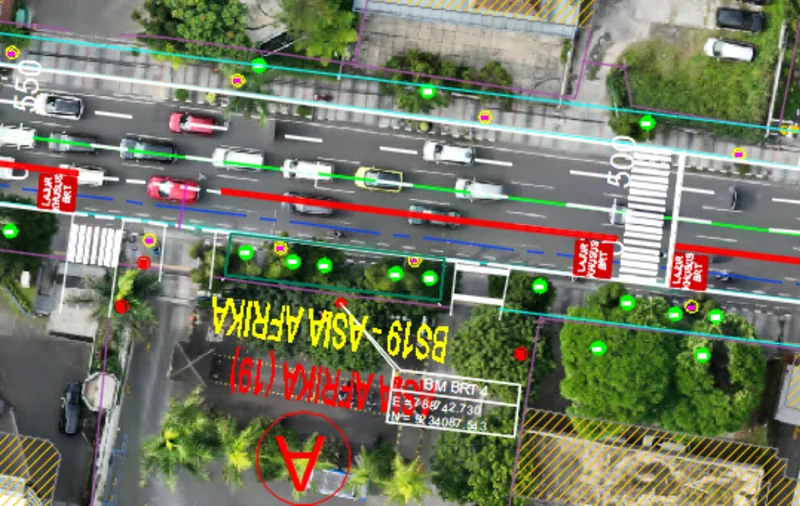 550
500
LAJUR
KHUSUS
BRT
LAJUR
KHUSUS
BRT
LAJUR
KHUSUS
BRT
BS19 - ASIA AFRIKA
ASIA AFRIKA (19)
BM BRT 4
A